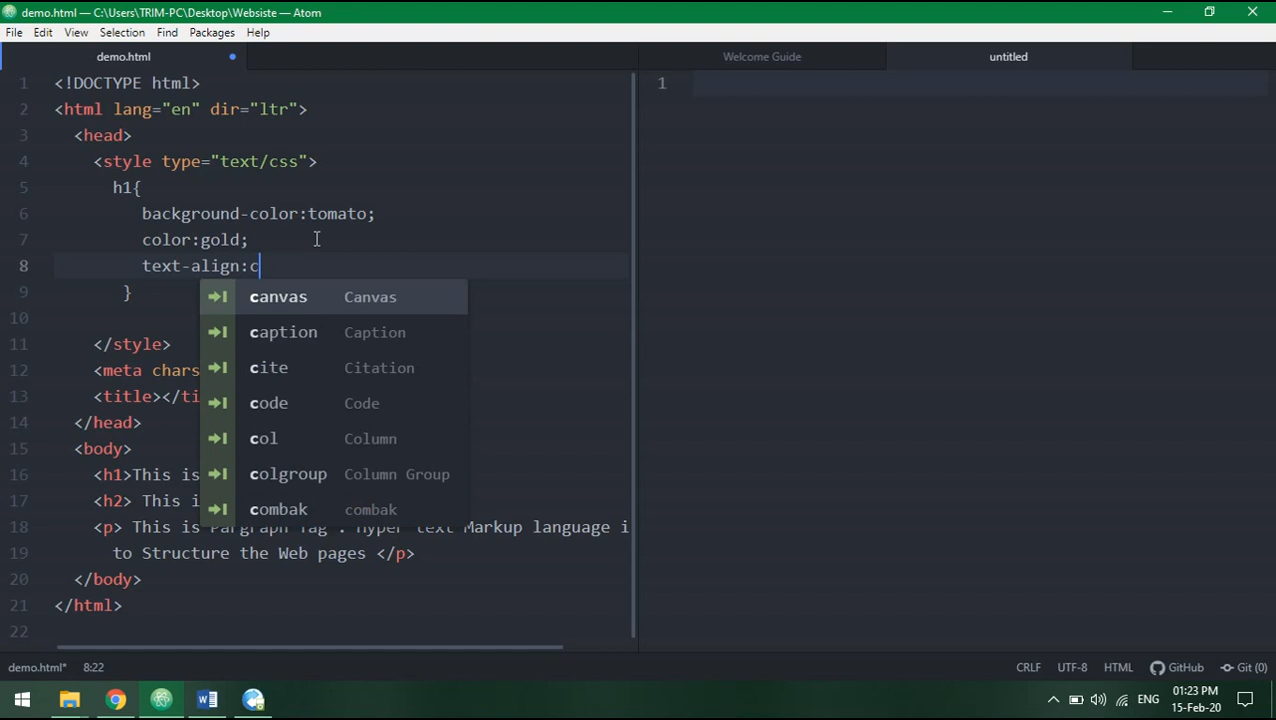 demo.html — C:\Users\TRIM-PC\Desktop\Websiste — Atom
File Edit View Selection Find Packages Help
demo.html Welcome Guide untitled
1 <!DOCTYPE html> 1
2 <html lang="en" dir="ltr">
3 <head>
4 <style type="text/css">
5 h1{
6 background-color:tomato;
7 color:gold;
8 text-align:c
9 }
canvas Canvas
10
caption Caption
11 </style>
cite Citation
12 <meta chars
13 <title></ti
code Code
14 </head>
col Column
15 <body>
16 <h1>This is
colgroup Column Group
17 <h2> This i
combak combak
18 <p> This is Pargraph Tag . Hyper text Markup language i
19 to Structure the Web pages </p>
20 </body>
21 </html>
22
demo.html* 8:22 CRLF UTF-8 HTML GitHub Git (0)
ENG 01:23 PM
15-Feb-20